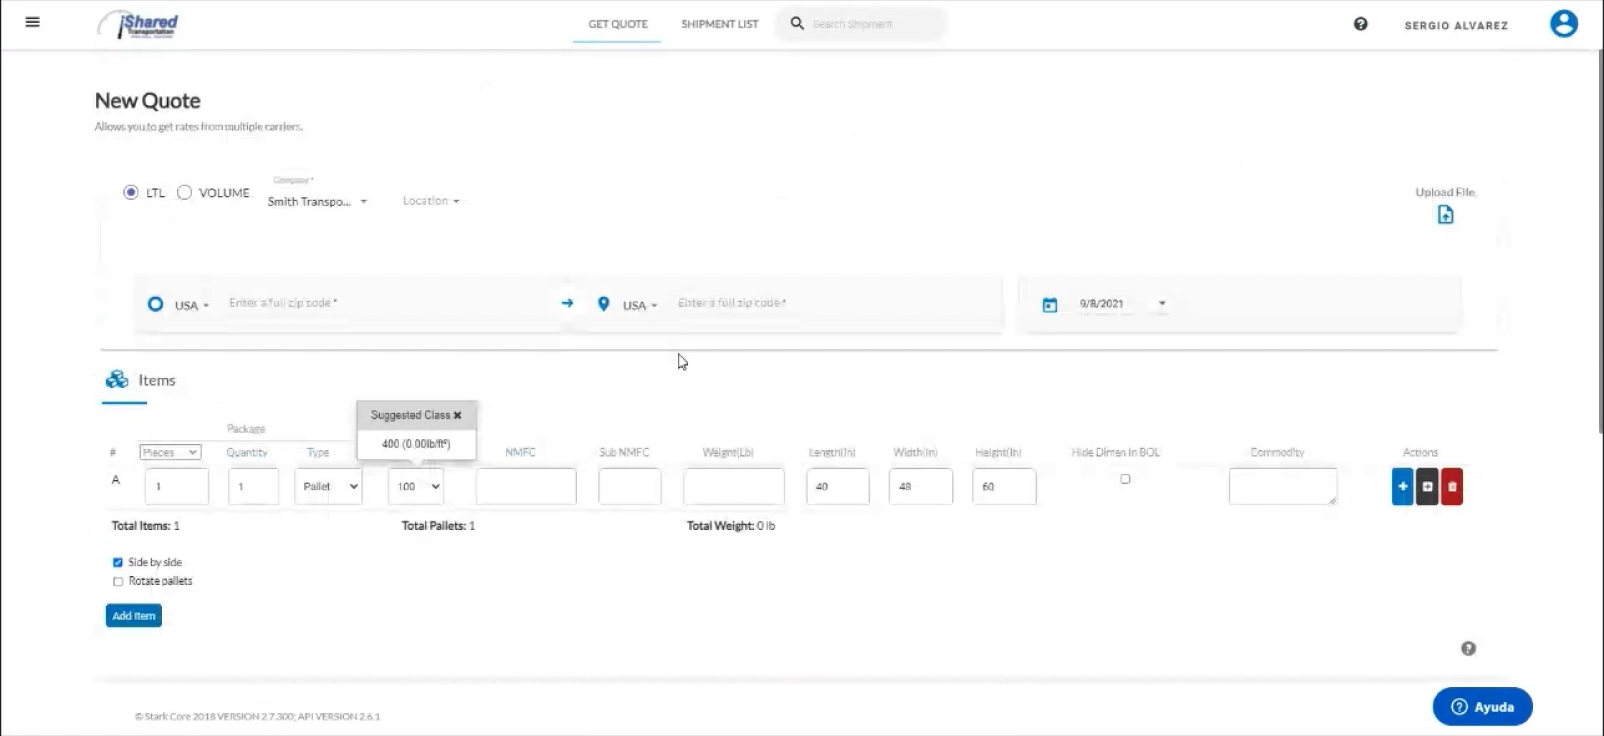 Shared
Transportation
GET QUOTE
SHIPMENT LIST
Search Shipment
SERGIO ALVAREZ
New Quote
Allows you to get rates from multiple carriers.
LTL
VOLUME
Company *
Smith Transpo...
Location
Upload File
USA
Enter a full zip code *
USA
Enter a full zip code *
9/8/2021
Items
Suggested Class ✖
400 (0.00lb/ft³)
Package
# Pieces Quantity Type NMFC Sub NMFC Weight(Lb) Length(In) Width(In) Height(In) Hide Dimen In BOL Commodity Actions
A 1 1 Pallet 100 40 48 60
Total Items: 1 Total Pallets: 1 Total Weight: 0 lb
Side by side
Rotate pallets
Add Item
© Stark Core 2018 VERSION 2.7.300; API VERSION 2.6.1
Ayuda